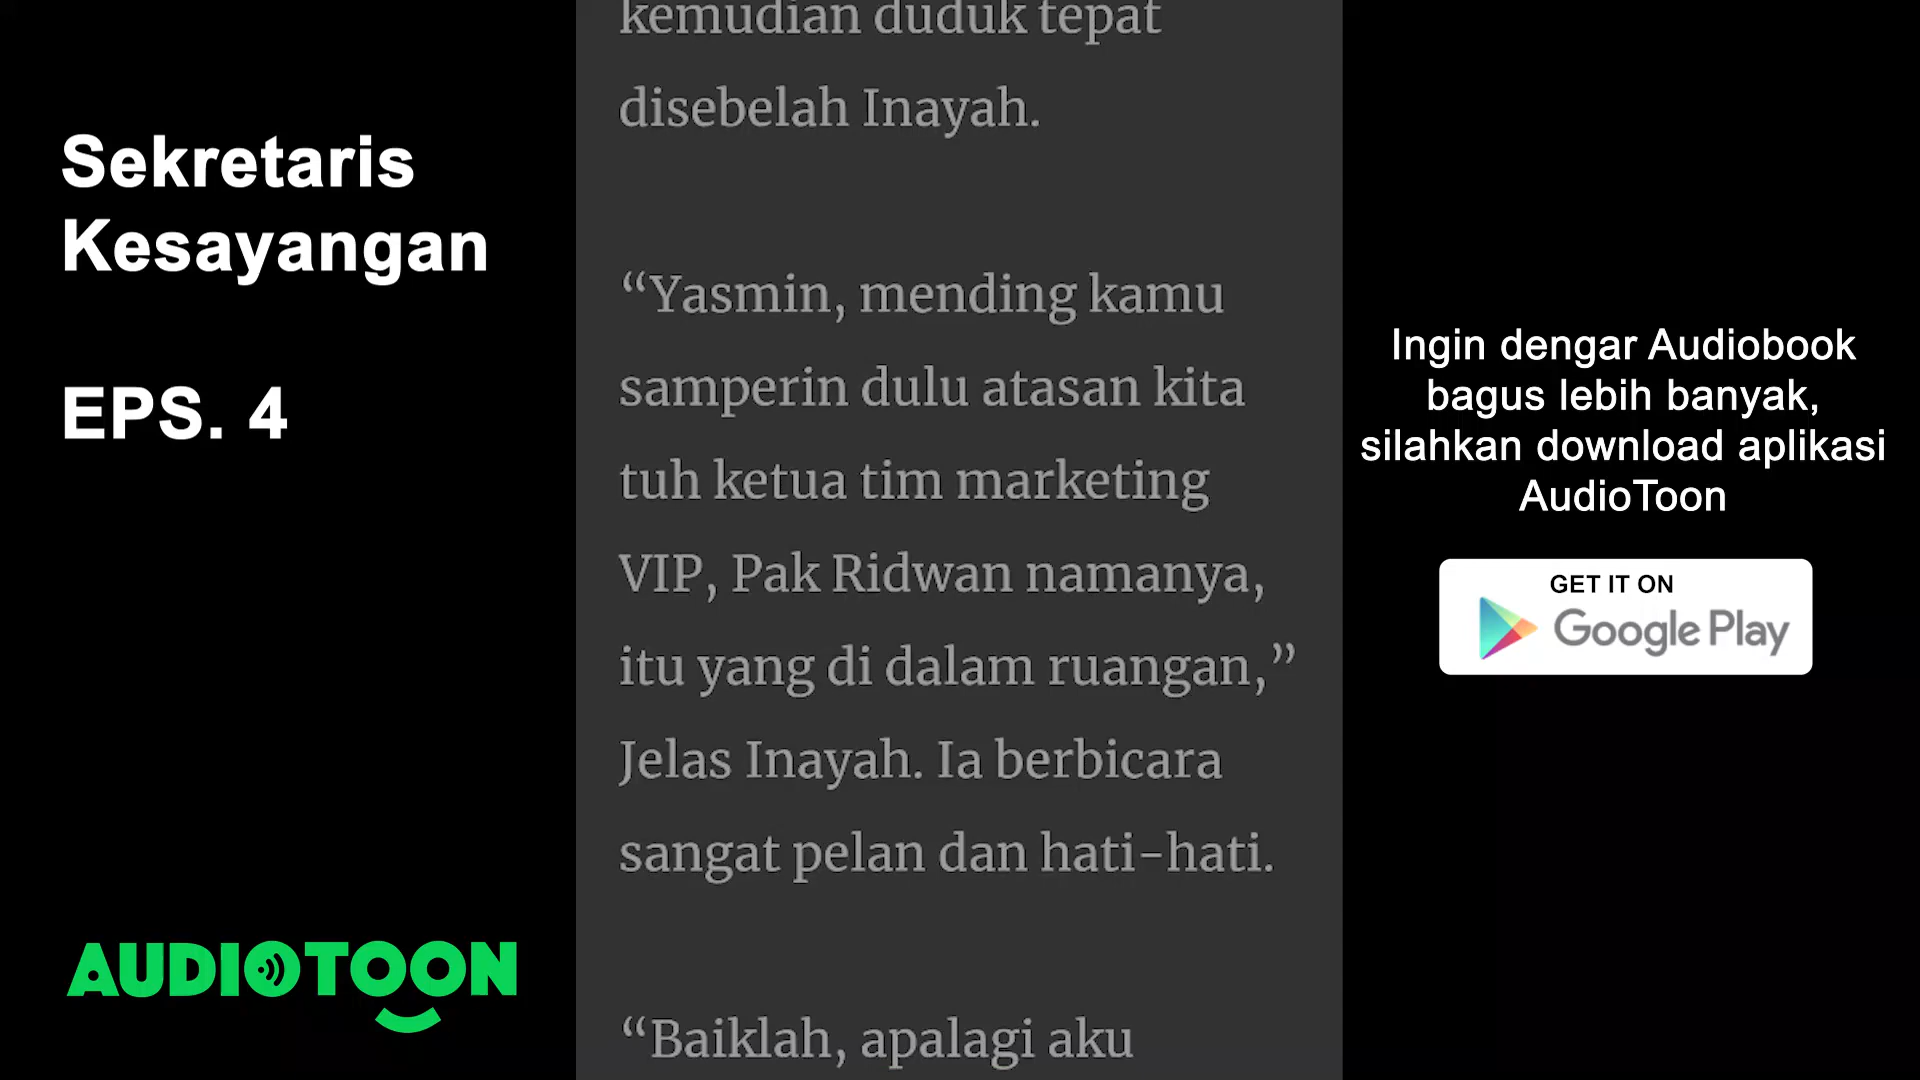 Sekretaris
Kesayangan
EPS. 4
AUDIOTOON
kemudian duduk tepat
disebelah Inayah.
“Yasmin, mending kamu
samperin dulu atasan kita
tuh ketua tim marketing
VIP, Pak Ridwan namanya,
itu yang di dalam ruangan,”
Jelas Inayah. Ia berbicara
sangat pelan dan hati-hati.
“Baiklah, apalagi aku
Ingin dengar Audiobook
bagus lebih banyak,
silahkan download aplikasi
AudioToon
GET IT ON
Google Play